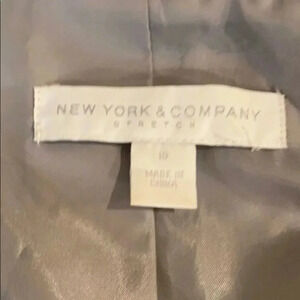 NEW YORK & COMPANY
STRETCH
10
MADE IN
CHINA